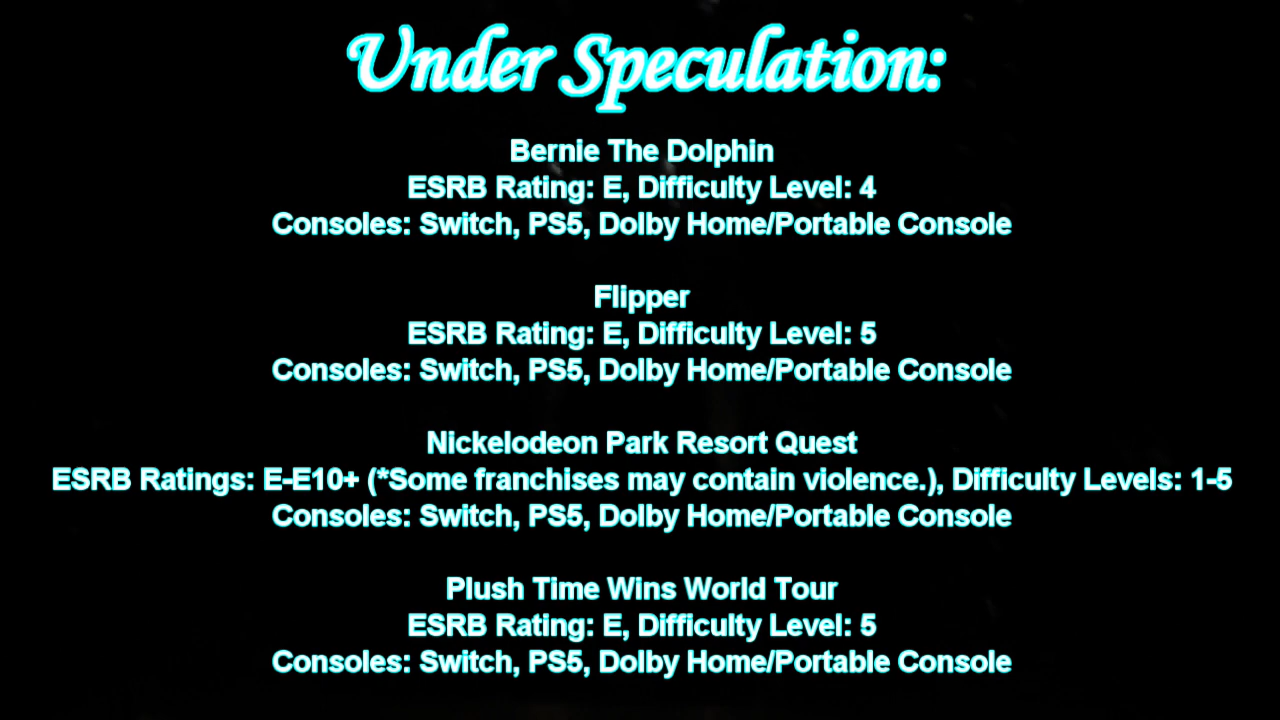 Under Speculation:
Bernie The Dolphin
ESRB Rating: E, Difficulty Level: 4
Consoles: Switch, PS5, Dolby Home/Portable Console
Flipper
ESRB Rating: E, Difficulty Level: 5
Consoles: Switch, PS5, Dolby Home/Portable Console
Nickelodeon Park Resort Quest
ESRB Ratings: E-E10+ (*Some franchises may contain violence.), Difficulty Levels: 1-5
Consoles: Switch, PS5, Dolby Home/Portable Console
Plush Time Wins World Tour
ESRB Rating: E, Difficulty Level: 5
Consoles: Switch, PS5, Dolby Home/Portable Console